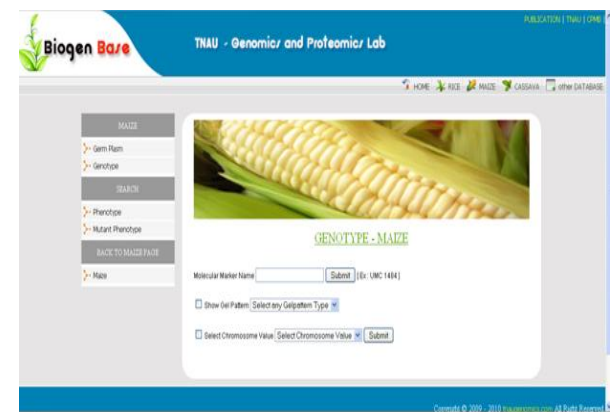 PUBLICATION | TNAU | CPMB |
Biogen Base
TNAU - Genomics and Proteomics Lab
HOME RICE MAIZE CASSAVA other DATABASE
MAIZE
Germ Plasm
Genotype
SEARCH
Phenotype
Mutant Phenotype
BACK TO MAIZE PAGE
Maize
GENOTYPE - MAIZE
Molecular Marker Name Submit [Ex: UMC 1404]
Show Gel Pattern Select any Gelpattern Type
Select Chromosome Value Select Chromosome Value Submit
Copyright © 2009 - 2010 tnaugenomics.com All Right Reserved